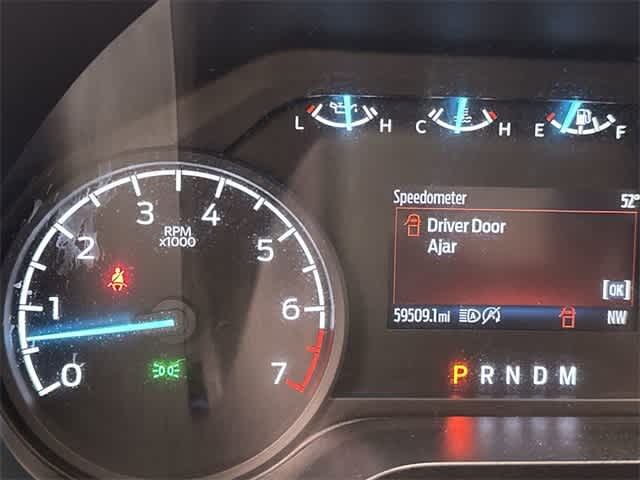 L H C H E F
Speedometer 52°
Driver Door
Ajar
[OK]
59509.1mi A NW
P R N D M
0 1 2 3 4 5 6 7
RPM
x1000